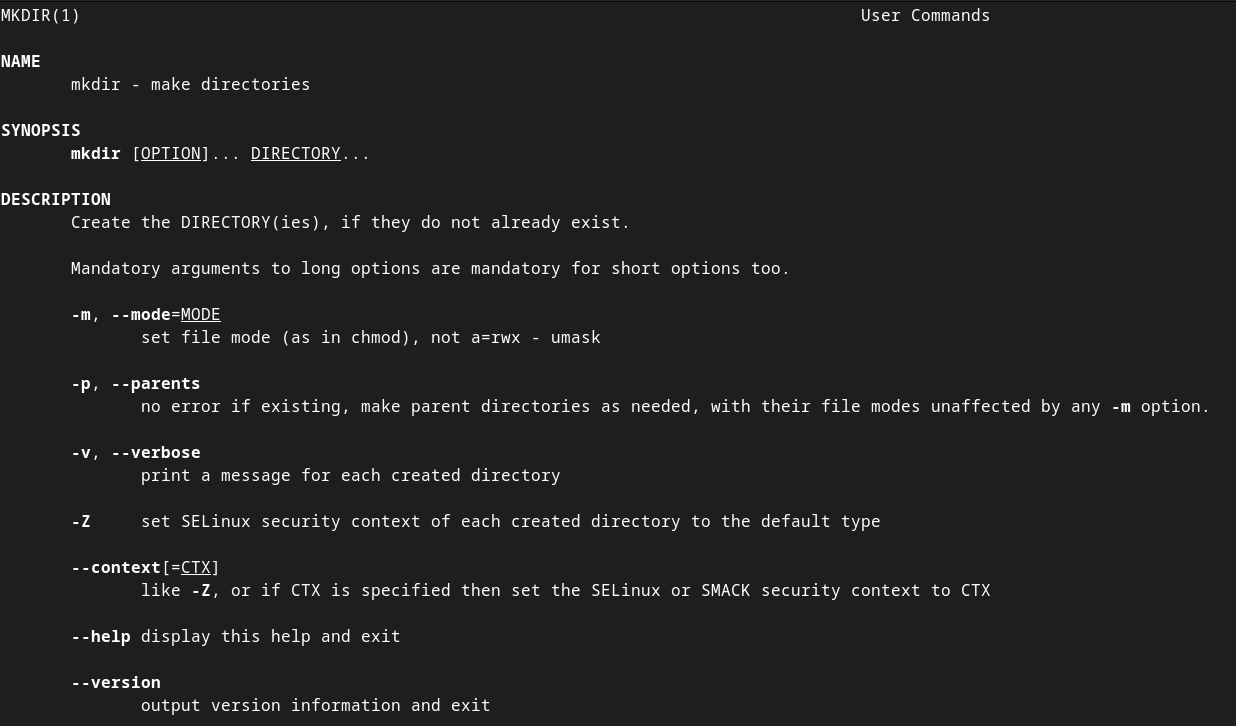 MKDIR(1) User Commands
NAME
mkdir - make directories
SYNOPSIS
mkdir [OPTION]... DIRECTORY...
DESCRIPTION
Create the DIRECTORY(ies), if they do not already exist.
Mandatory arguments to long options are mandatory for short options too.
-m, --mode=MODE
set file mode (as in chmod), not a=rwx - umask
-p, --parents
no error if existing, make parent directories as needed, with their file modes unaffected by any -m option.
-v, --verbose
print a message for each created directory
-Z set SELinux security context of each created directory to the default type
--context[=CTX]
like -Z, or if CTX is specified then set the SELinux or SMACK security context to CTX
--help display this help and exit
--version
output version information and exit